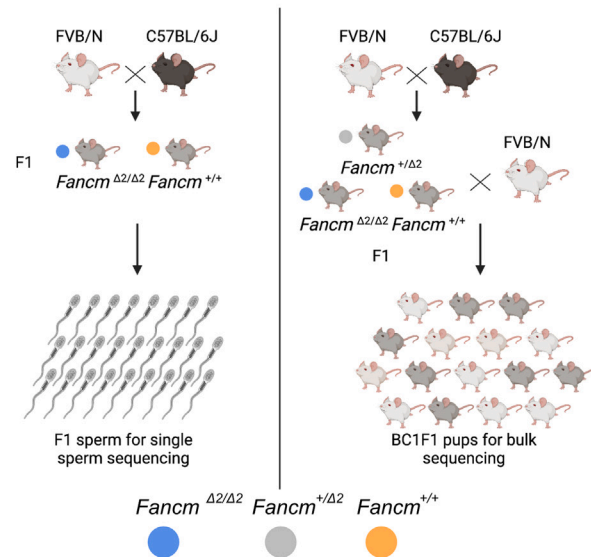 FVB/N C57BL/6J
F1
Fancm Δ2/Δ2 Fancm +/+
F1 sperm for single
sperm sequencing
FVB/N C57BL/6J
Fancm +/Δ2
FVB/N
Fancm Δ2/Δ2 Fancm +/+
F1
BC1F1 pups for bulk
sequencing
Fancm Δ2/Δ2 Fancm+/Δ2 Fancm+/+